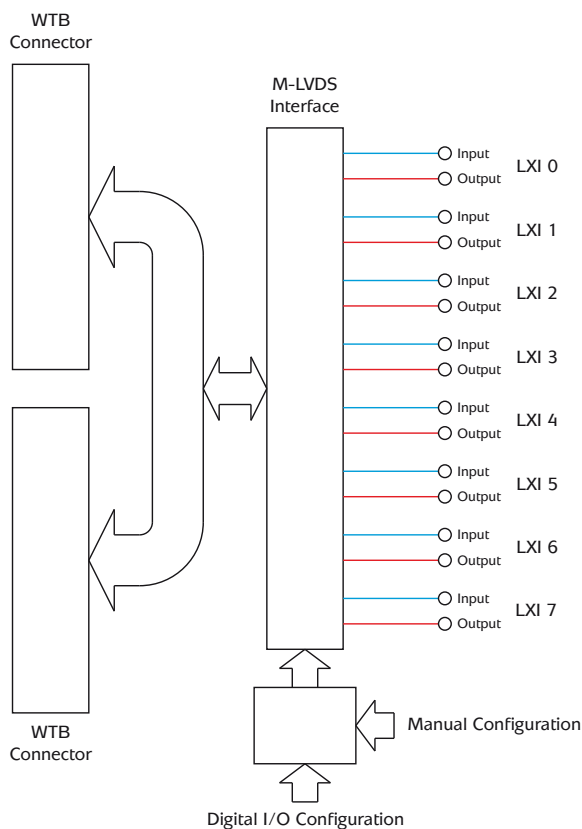 WTB
Connector
M-LVDS
Interface
Input
LXI 0
Output
Input
LXI 1
Output
Input
LXI 2
Output
Input
LXI 3
Output
Input
LXI 4
Output
Input
LXI 5
Output
Input
LXI 6
Output
Input
LXI 7
Output
WTB
Connector
Manual Configuration
Digital I/O Configuration